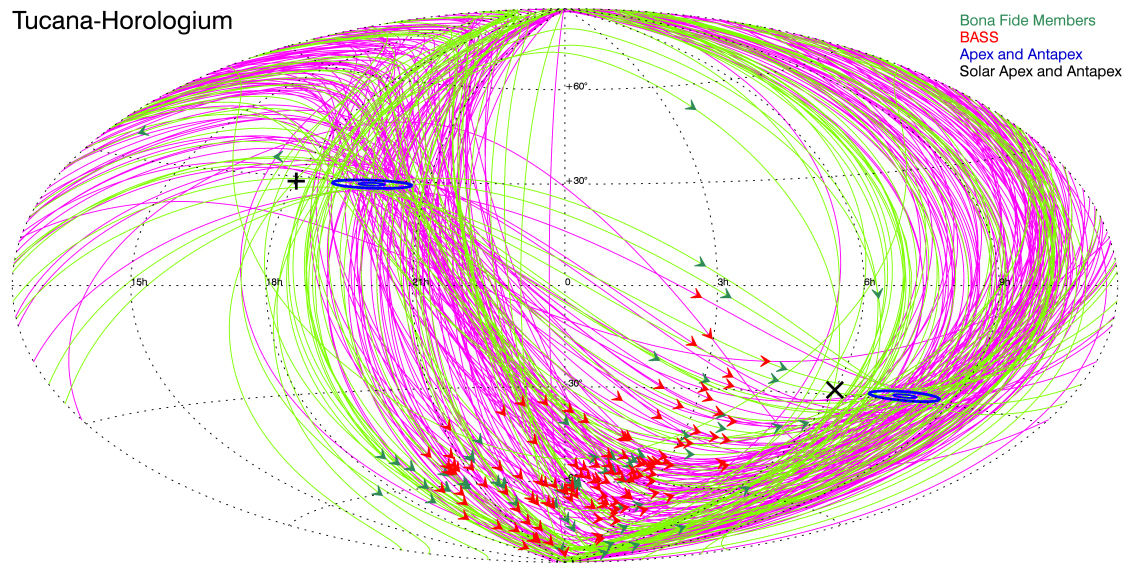 Tucana-Horologium
Bona Fide Members
BASS
Apex and Antapex
Solar Apex and Antapex
+60°
+30°
15h 18h 21h 0 3h 6h 9h
-30°